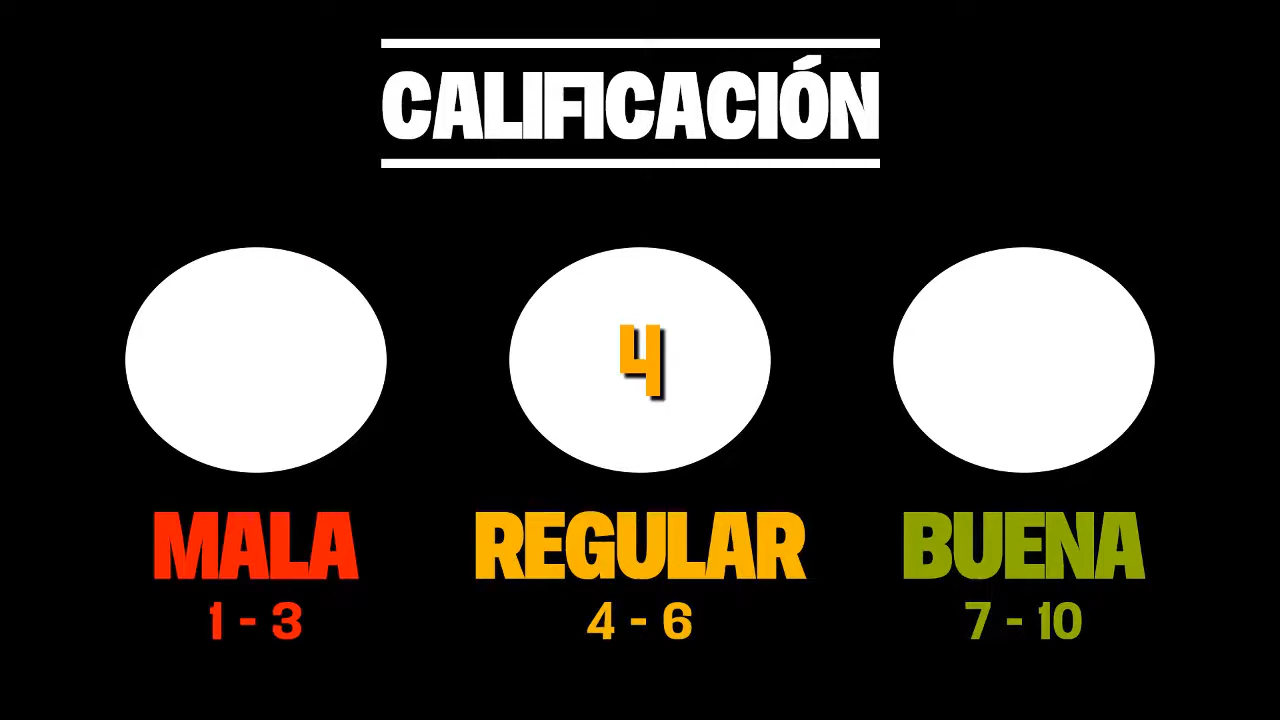 CALIFICACIÓN
4
MALA
REGULAR
BUENA
1 - 3
4 - 6
7 - 10